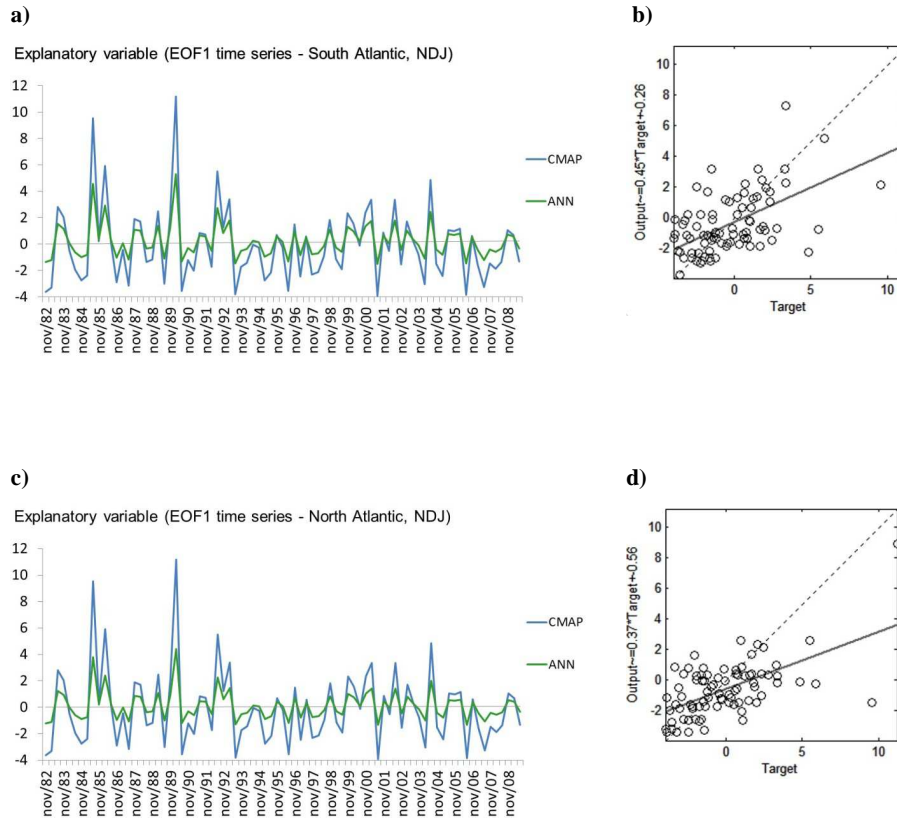 a)
Explanatory variable (EOF1 time series - South Atlantic, NDJ)
12
10
8
6
4
2
0
-2
-4
nov/82
nov/83
nov/84
nov/85
nov/86
nov/87
nov/88
nov/89
nov/90
nov/91
nov/92
nov/93
nov/94
nov/95
nov/96
nov/97
nov/98
nov/99
nov/00
nov/01
nov/02
nov/03
nov/04
nov/05
nov/06
nov/07
nov/08
CMAP
ANN
b)
Output~=0.45*Target+-0.26
10
8
6
4
2
0
-2
0
5
10
Target
c)
Explanatory variable (EOF1 time series - North Atlantic, NDJ)
12
10
8
6
4
2
0
-2
-4
nov/82
nov/83
nov/84
nov/85
nov/86
nov/87
nov/88
nov/89
nov/90
nov/91
nov/92
nov/93
nov/94
nov/95
nov/96
nov/97
nov/98
nov/99
nov/00
nov/01
nov/02
nov/03
nov/04
nov/05
nov/06
nov/07
nov/08
CMAP
ANN
d)
Output~=0.37*Target+-0.56
10
8
6
4
2
0
-2
0
5
10
Target